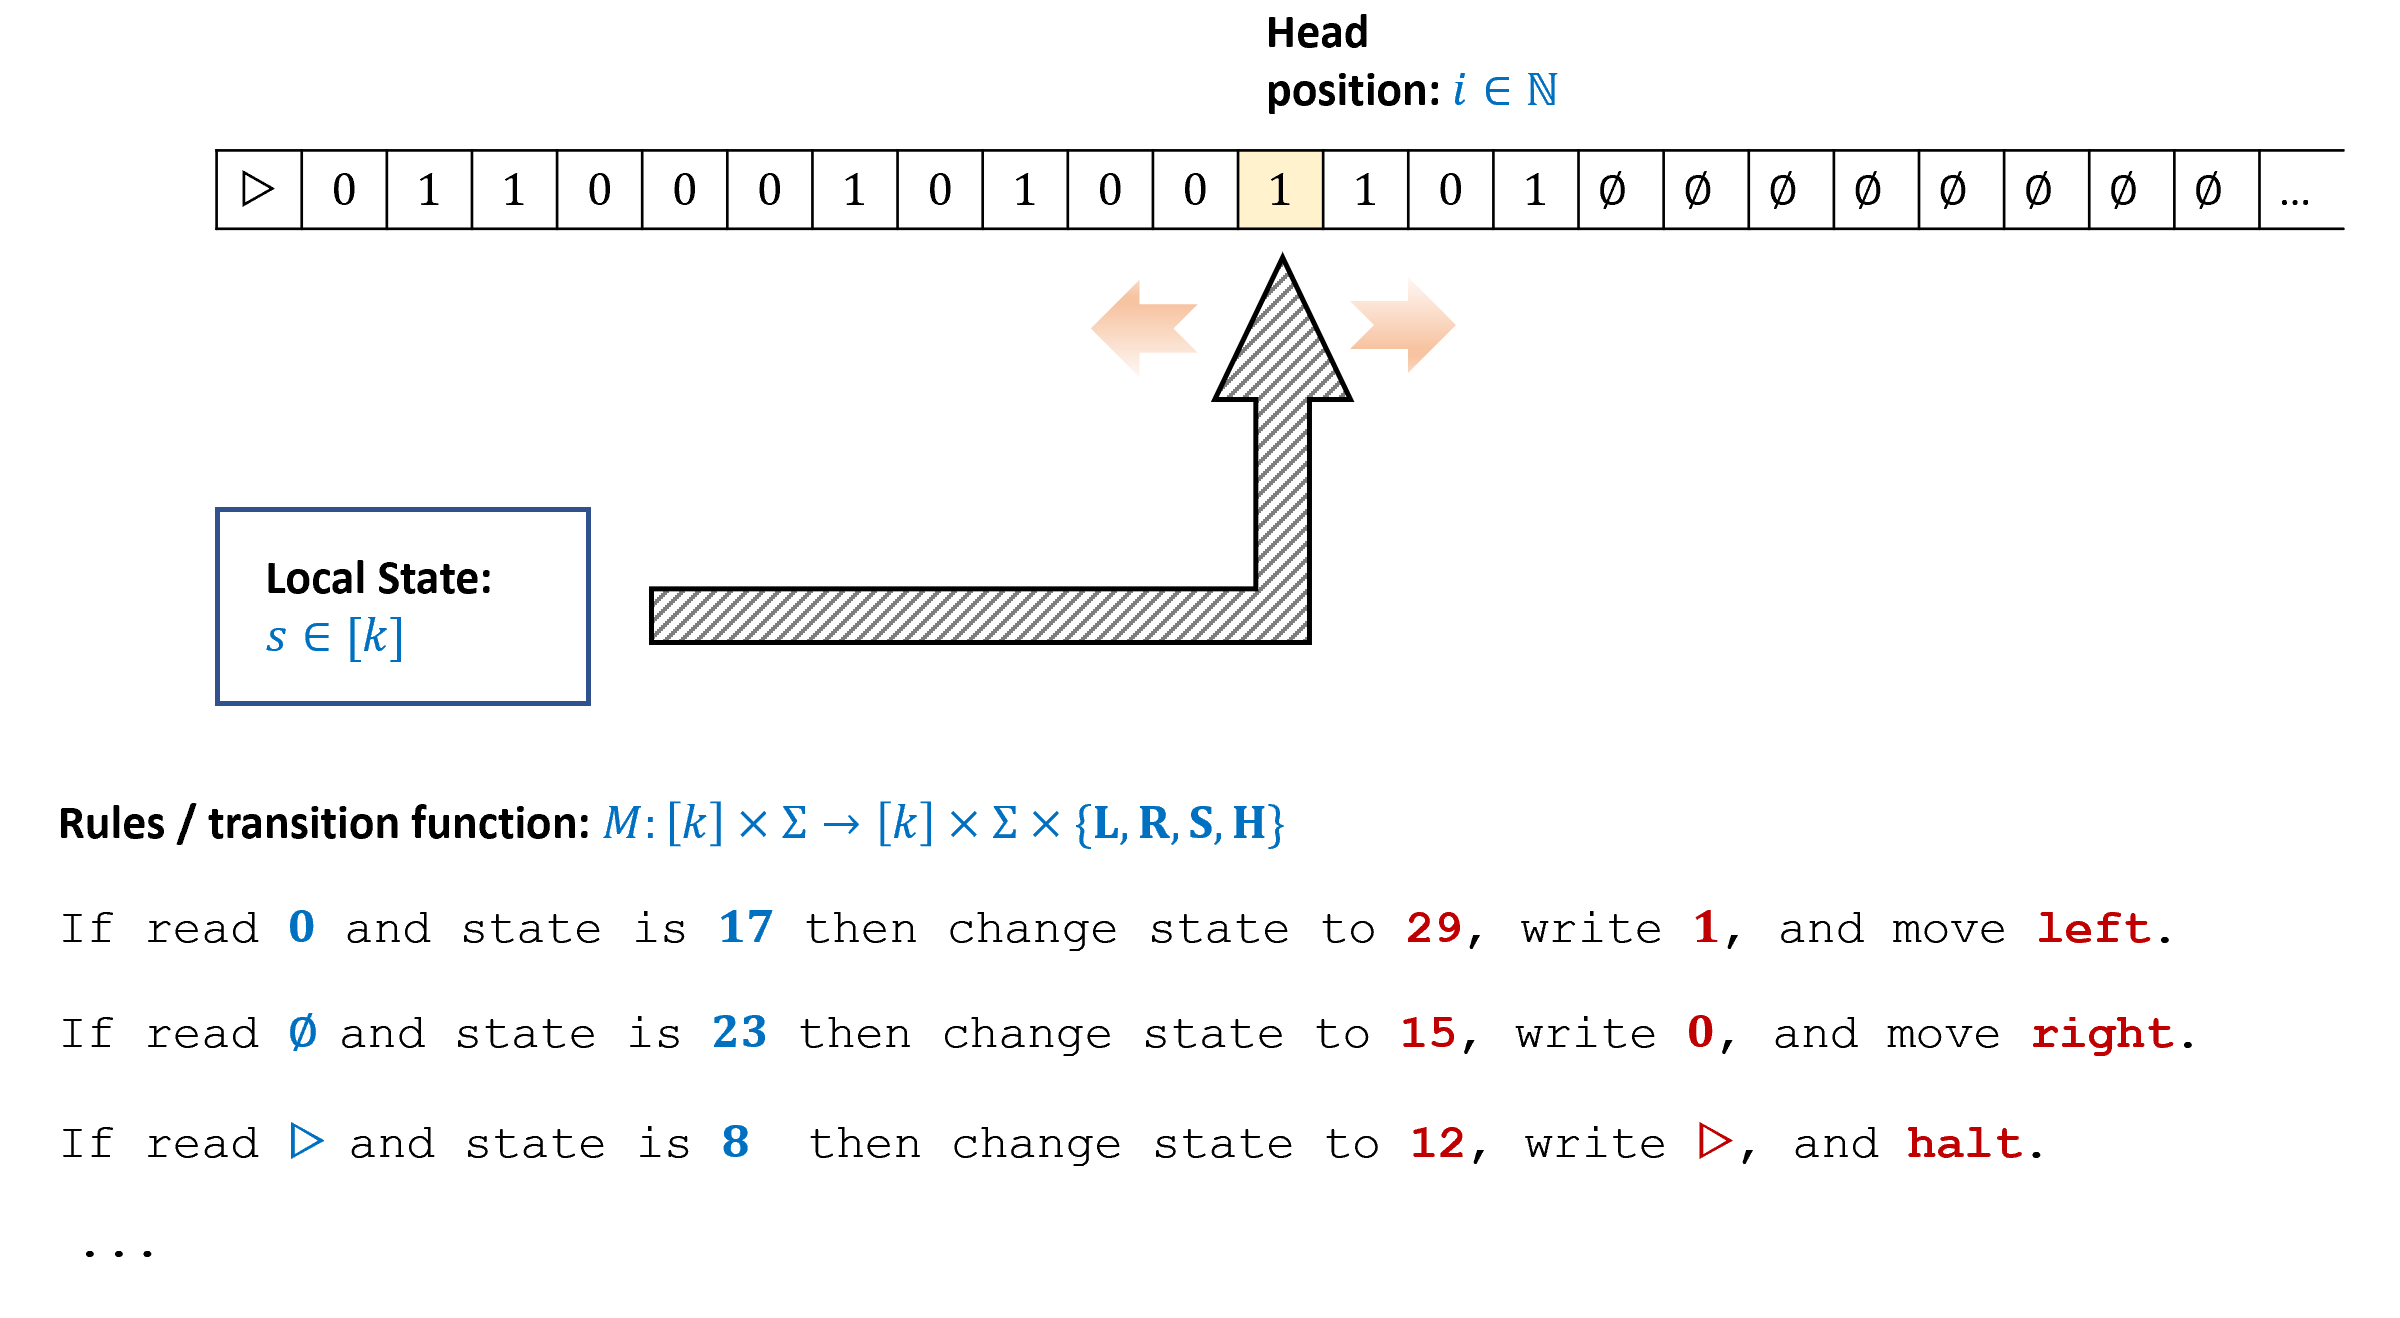 Head
position: i ∈ ℕ
▷ 0 1 1 0 0 0 1 0 1 0 0 1 1 0 1 ∅ ∅ ∅ ∅ ∅ ∅ ∅ ∅ ...
Local State:
s ∈ [k]
Rules / transition function: M: [k] × Σ → [k] × Σ × {L, R, S, H}
If read 0 and state is 17 then change state to 29, write 1, and move left.
If read ∅ and state is 23 then change state to 15, write 0, and move right.
If read ▷ and state is 8 then change state to 12, write ▷, and halt.
...